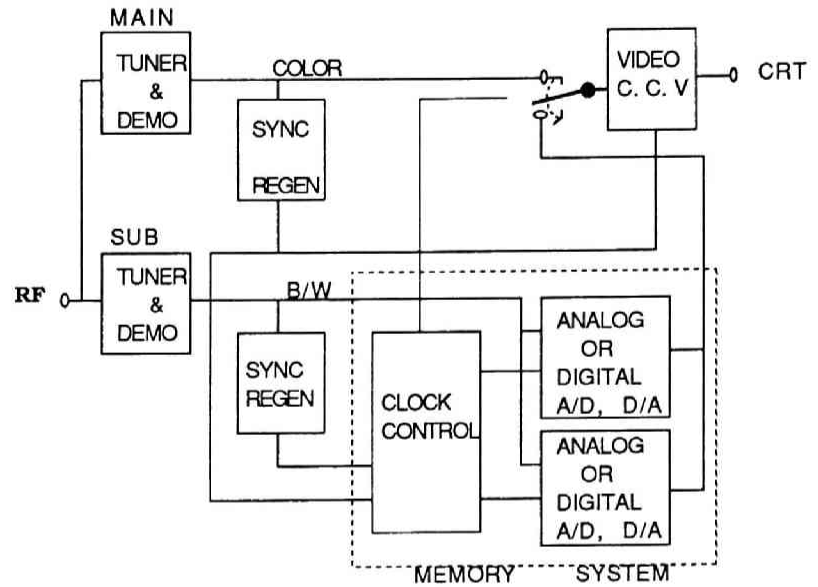 MAIN
TUNER
&
DEMO
COLOR
SYNC
REGEN
VIDEO
C. C. V
CRT
SUB
TUNER
&
DEMO
RF
B/W
SYNC
REGEN
CLOCK
CONTROL
ANALOG
OR
DIGITAL
A/D, D/A
ANALOG
OR
DIGITAL
A/D, D/A
MEMORY SYSTEM